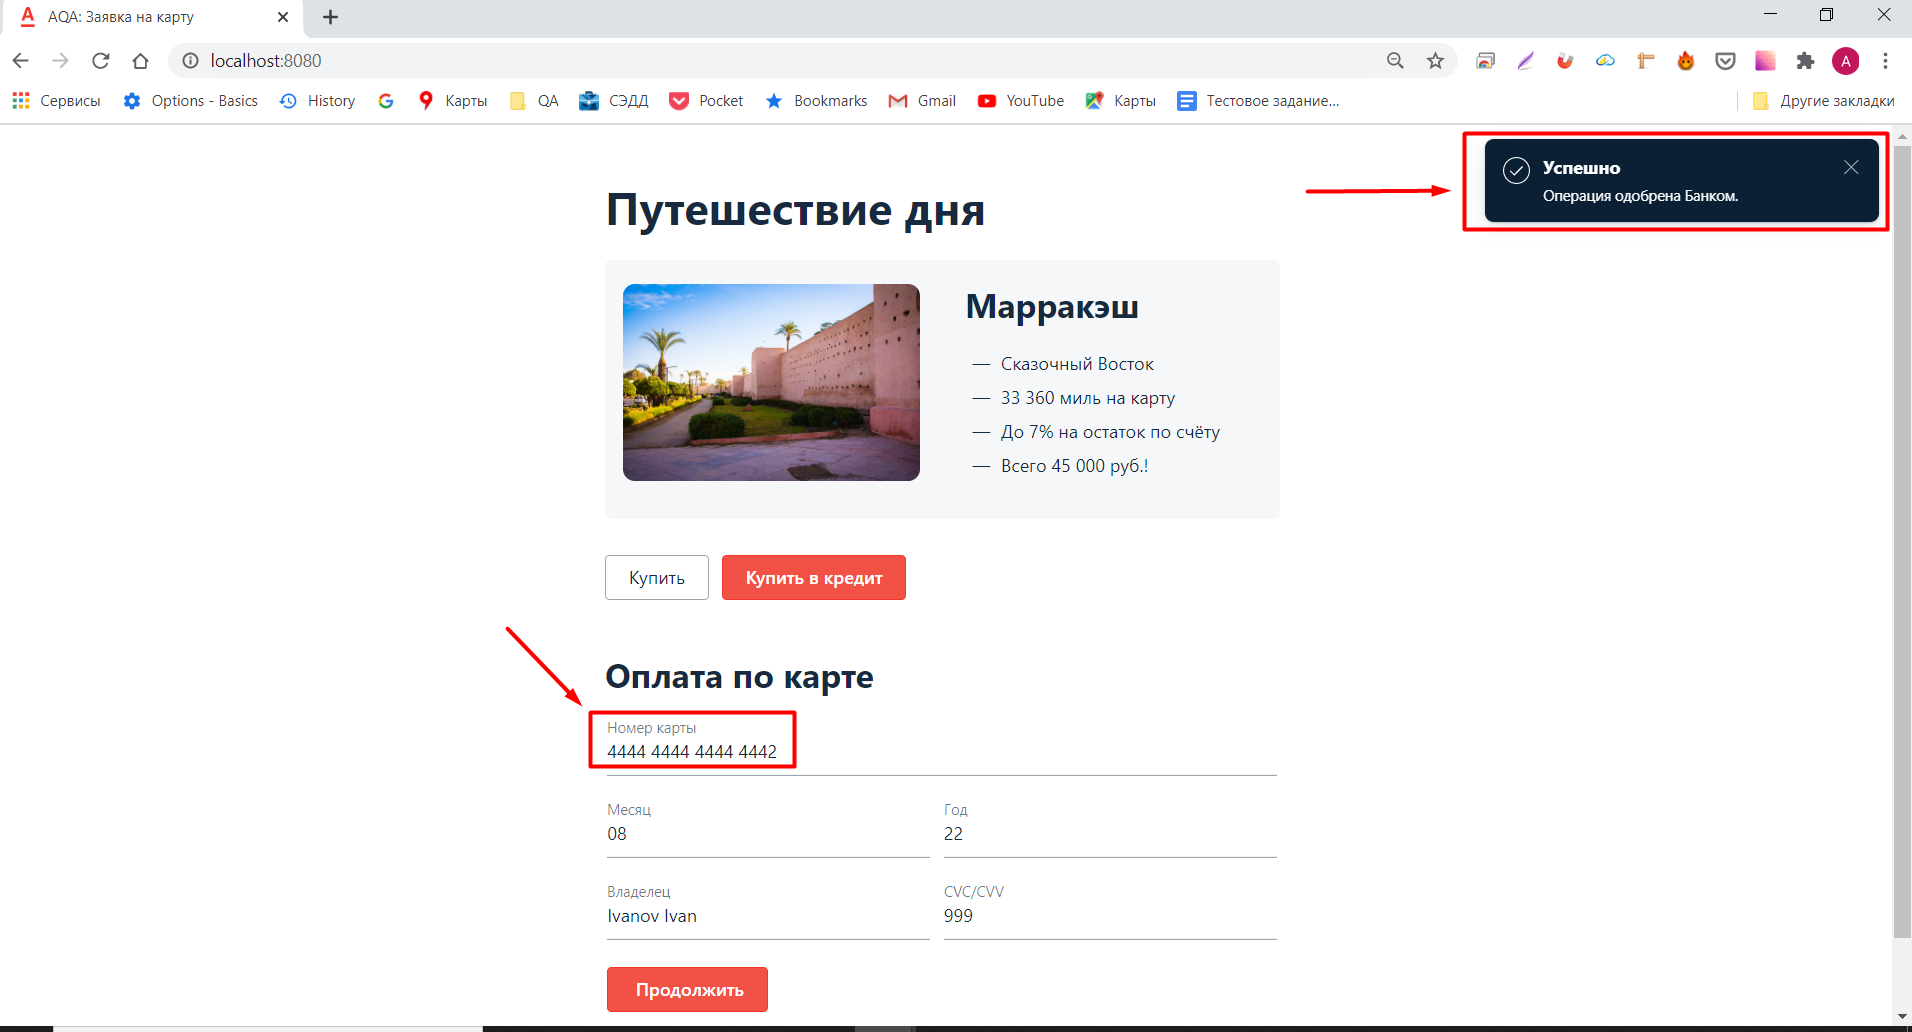 AQA: Заявка на карту
localhost:8080
A
Сервисы
Options - Basics
History
Карты
QA
СЭДД
Pocket
Bookmarks
Gmail
YouTube
Карты
Тестовое задание...
Другие закладки
Успешно
Операция одобрена Банком.
Путешествие дня
Марракэш
— Сказочный Восток
— 33 360 миль на карту
— До 7% на остаток по счёту
— Всего 45 000 руб.!
Купить
Купить в кредит
Оплата по карте
Номер карты
4444 4444 4444 4442
Месяц
08
Год
22
Владелец
Ivanov Ivan
CVC/CVV
999
Продолжить